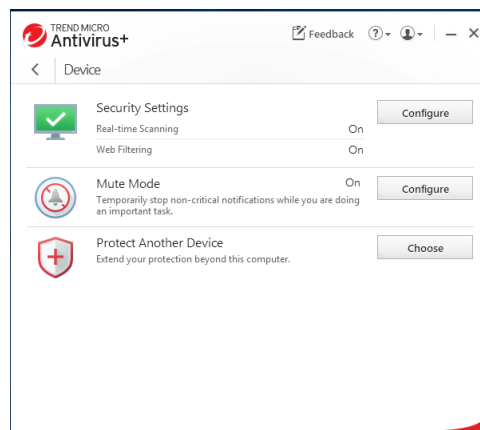 TREND MICRO
Antivirus+
Feedback
?
Device
Security Settings
Configure
Real-time Scanning On
Web Filtering On
Mute Mode On
Configure
Temporarily stop non-critical notifications while you are doing
an important task.
Protect Another Device
Choose
Extend your protection beyond this computer.